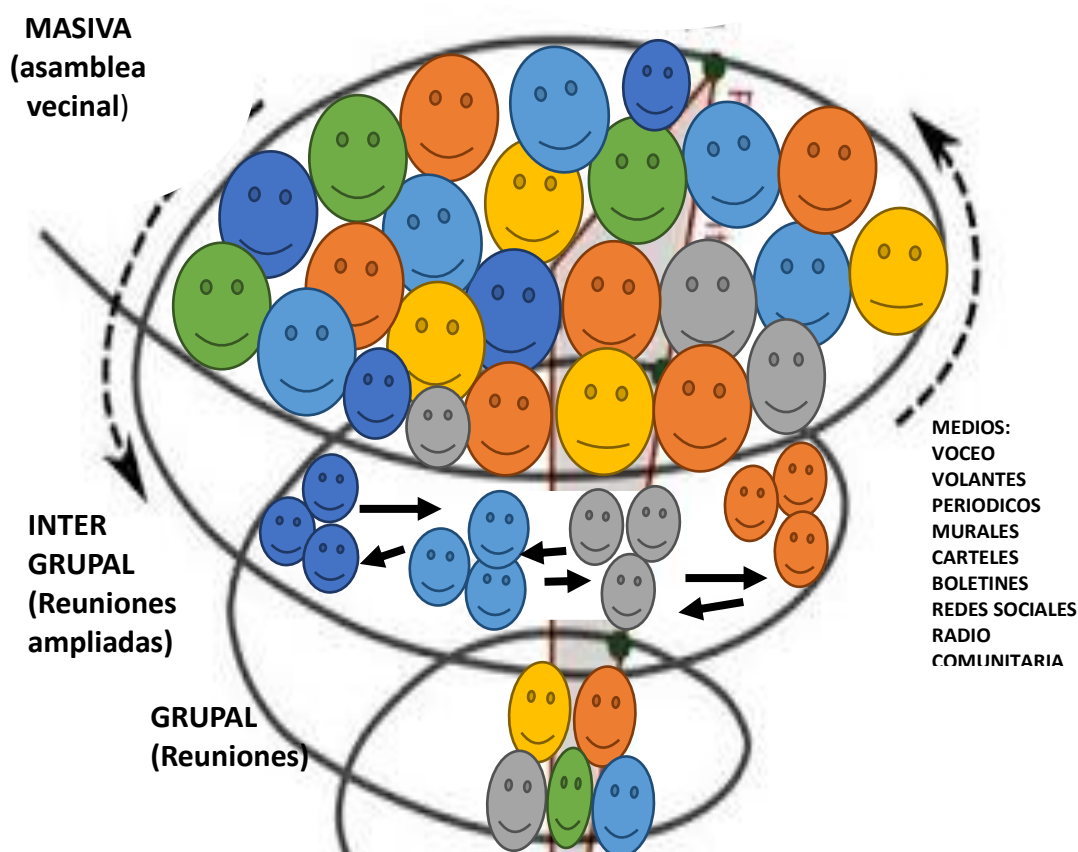 MASIVA
(asamblea
vecinal)
MEDIOS:
VOCEO
VOLANTES
PERIODICOS
MURALES
CARTELES
BOLETINES
REDES SOCIALES
RADIO
COMUNITARIA
INTER
GRUPAL
(Reuniones
ampliadas)
GRUPAL
(Reuniones)